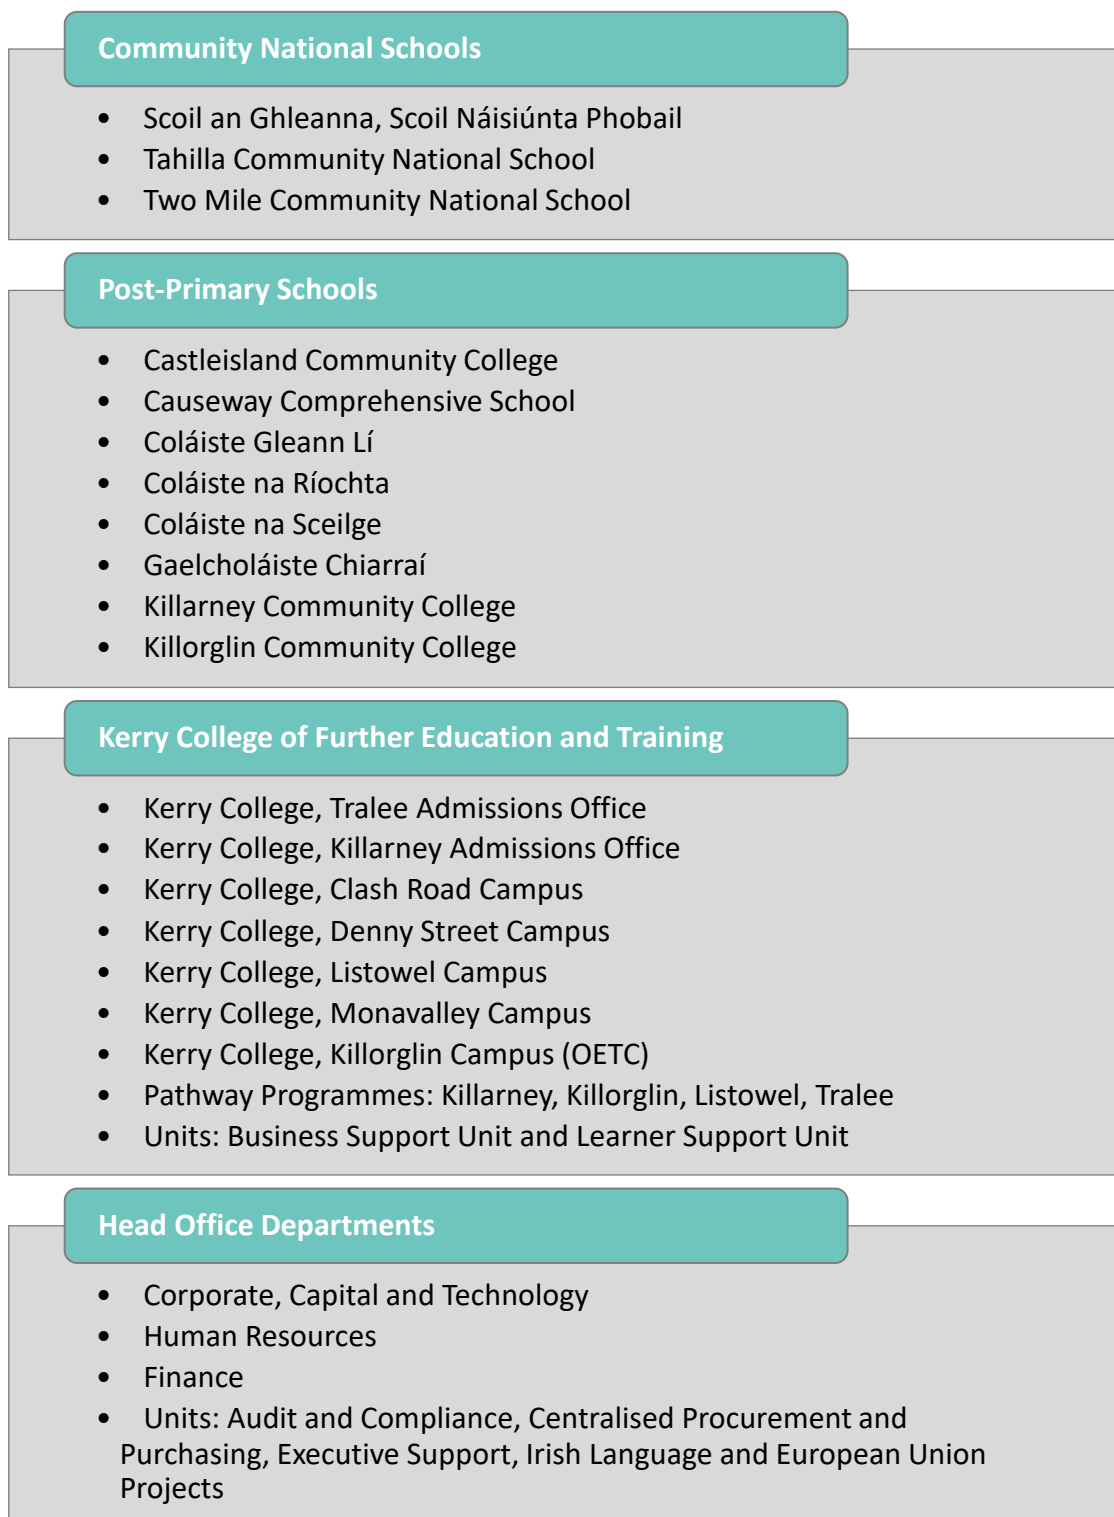 Community National Schools
• Scoil an Ghleanna, Scoil Náisiúnta Phobail
• Tahilla Community National School
• Two Mile Community National School
Post-Primary Schools
• Castleisland Community College
• Causeway Comprehensive School
• Coláiste Gleann Lí
• Coláiste na Ríochta
• Coláiste na Sceilge
• Gaelcholáiste Chiarraí
• Killarney Community College
• Killorglin Community College
Kerry College of Further Education and Training
• Kerry College, Tralee Admissions Office
• Kerry College, Killarney Admissions Office
• Kerry College, Clash Road Campus
• Kerry College, Denny Street Campus
• Kerry College, Listowel Campus
• Kerry College, Monavalley Campus
• Kerry College, Killorglin Campus (OETC)
• Pathway Programmes: Killarney, Killorglin, Listowel, Tralee
• Units: Business Support Unit and Learner Support Unit
Head Office Departments
• Corporate, Capital and Technology
• Human Resources
• Finance
• Units: Audit and Compliance, Centralised Procurement and
Purchasing, Executive Support, Irish Language and European Union
Projects